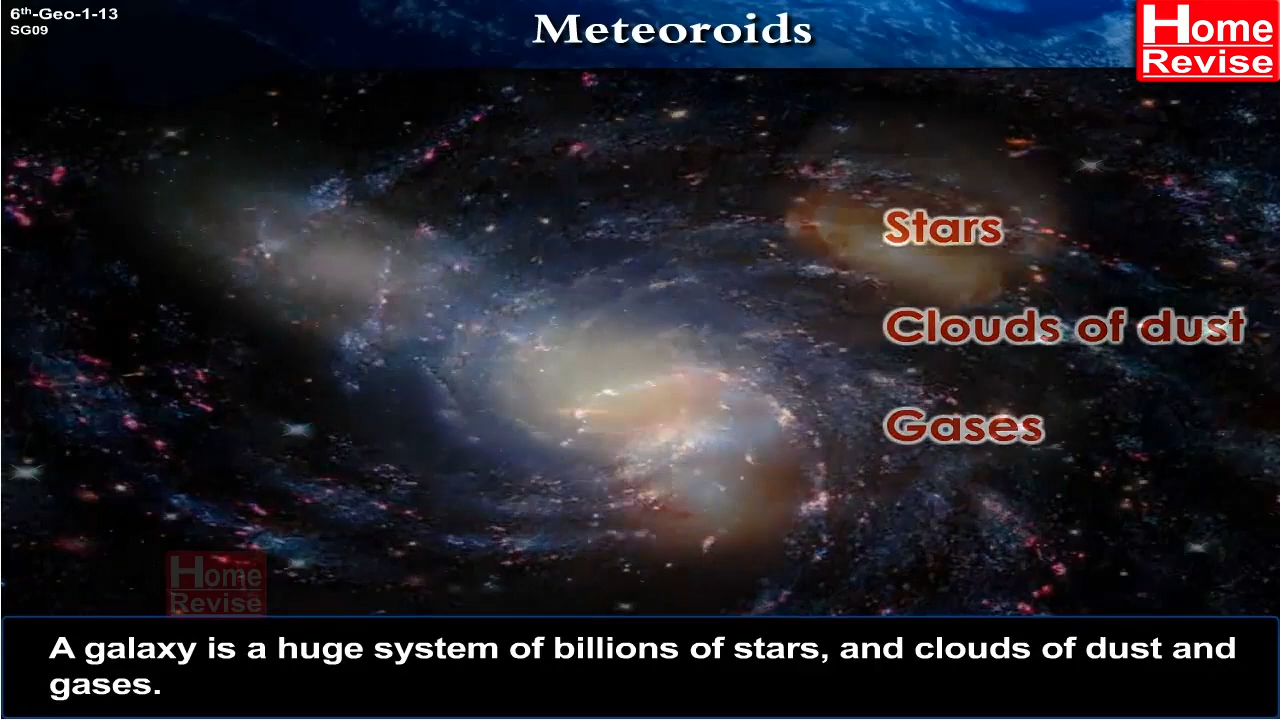 6th-Geo-1-13
SG09
Meteoroids
Home
Revise
Stars
Clouds of dust
Gases
Home
Revise
A galaxy is a huge system of billions of stars, and clouds of dust and
gases.